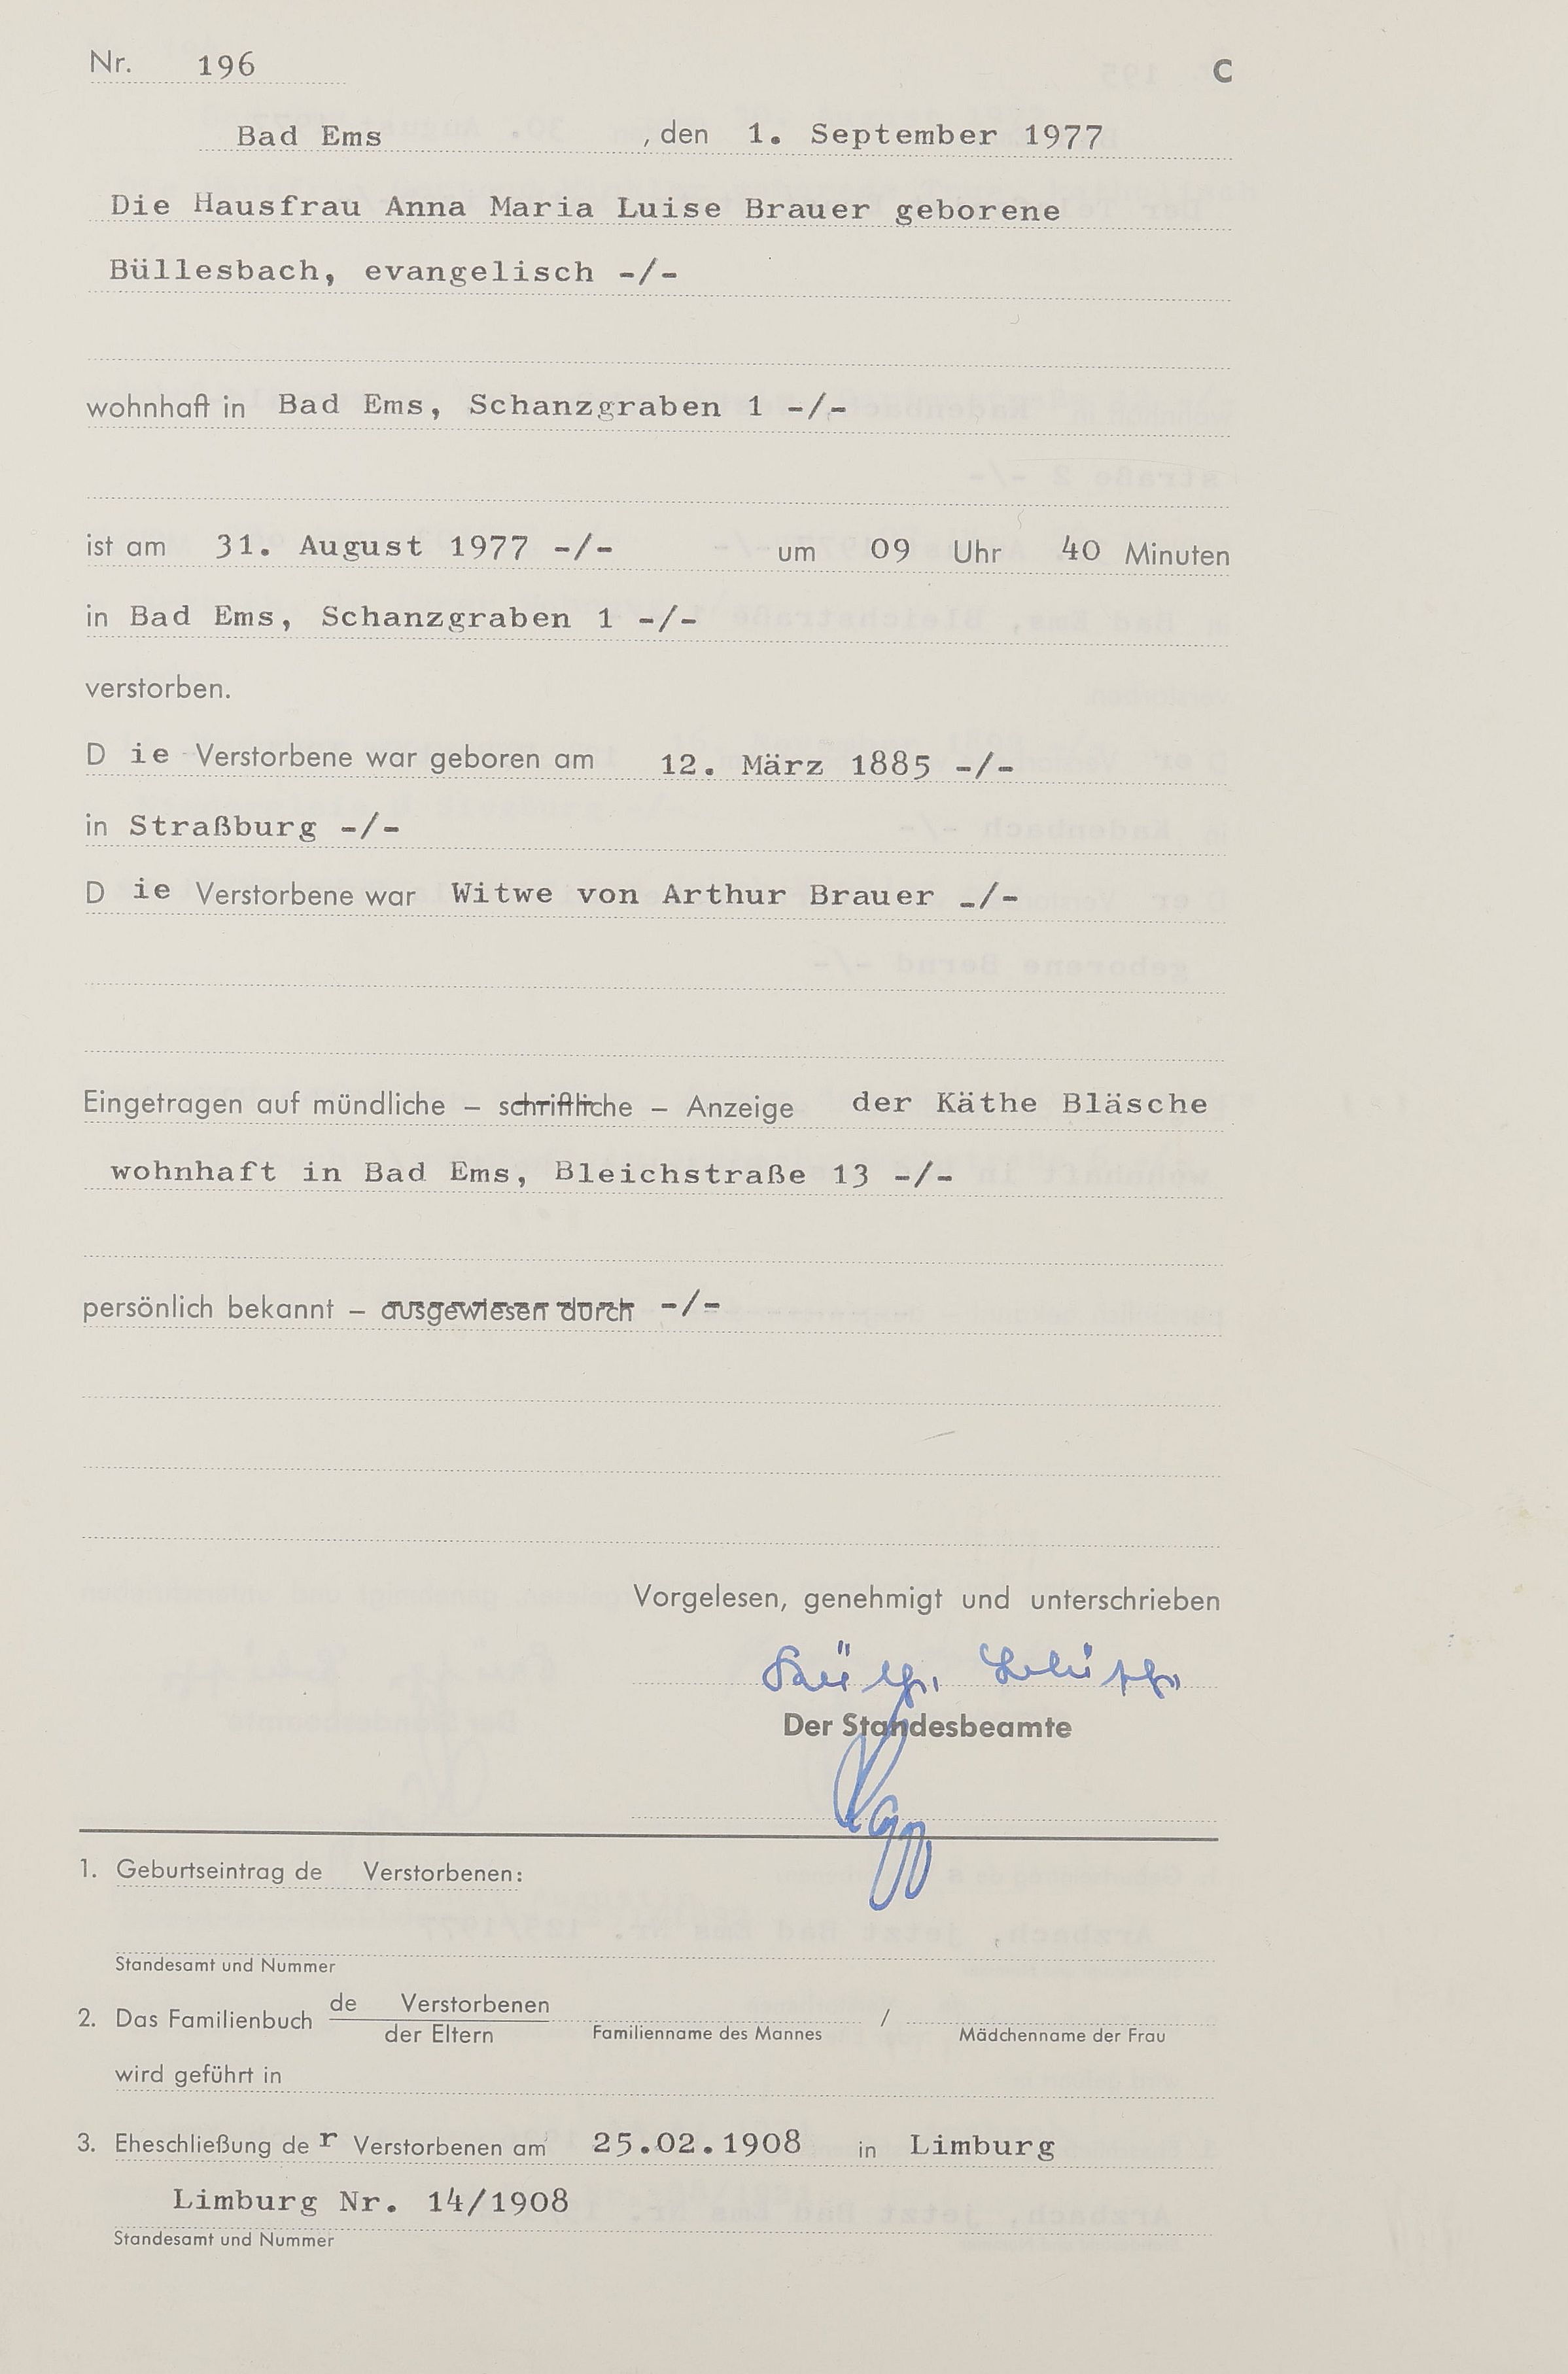 Nr. 196 C
Bad Ems , den 1. September 1977
Die Hausfrau Anna Maria Luise Brauer geborene
Büllesbach, evangelisch -/-
wohnhaft in Bad Ems, Schanzgraben 1 -/-
ist am 31. August 1977 -/- um 09 Uhr 40 Minuten
in Bad Ems, Schanzgraben 1 -/-
verstorben.
D ie Verstorbene war geboren am 12. März 1885 -/-
in Straßburg -/-
D ie Verstorbene war Witwe von Arthur Brauer -/-
Eingetragen auf mündliche – schriftliche – Anzeige der Käthe Bläsche
wohnhaft in Bad Ems, Bleichstraße 13 -/-
persönlich bekannt – ausgewiesen durch -/-
Vorgelesen, genehmigt und unterschrieben
Der Standesbeamte
1. Geburtseintrag de Verstorbenen:
Standesamt und Nummer
2. Das Familienbuch de Verstorbenen /
der Eltern Familienname des Mannes Mädchenname der Frau
wird geführt in
3. Eheschließung de r Verstorbenen am 25.02.1908 in Limburg
Limburg Nr. 14/1908
Standesamt und Nummer